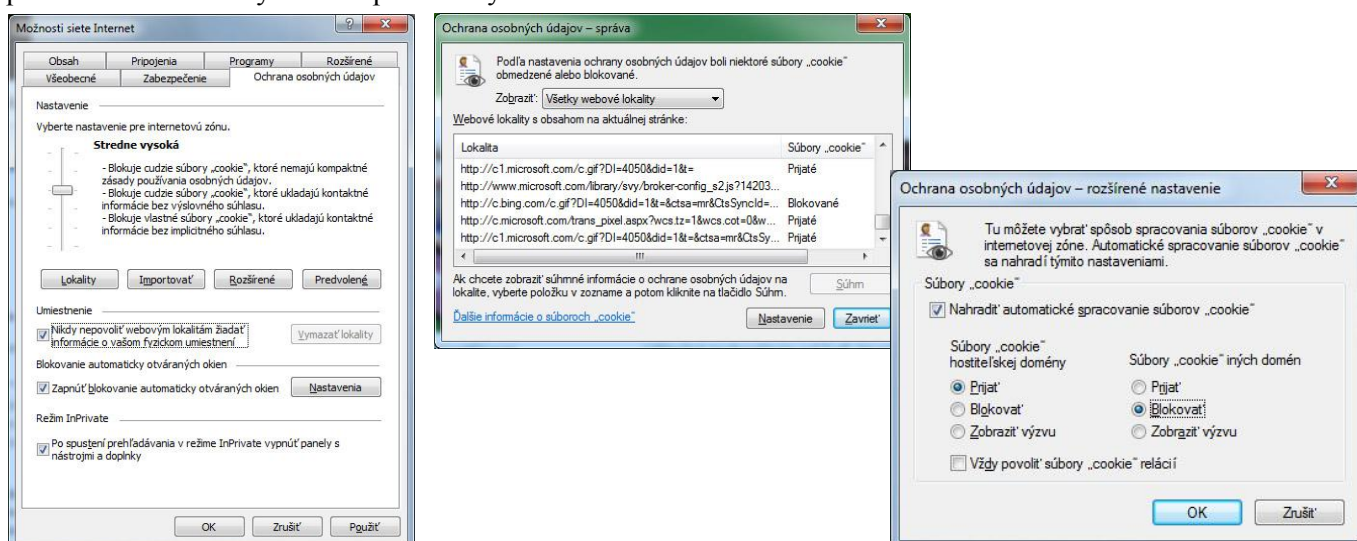 Možnosti siete Inter
Obsah Pripojenia Programy Rozšírené
Všeobecné Zabezpečenie Ochrana osobných údajov
Nastavenie
Vyberte nastavenie pre internetovú zónu.
Stredne vysoká
- Blokuje cudzie súbory „cookie“, ktoré nemajú kompaktné
zásady používania osobných údajov.
- Blokuje cudzie súbory „cookie“, ktoré ukladajú kontaktné
informácie bez výslovného súhlasu.
- Blokuje vlastné súbory „cookie“, ktoré ukladajú kontaktné
informácie bez implicitného súhlasu.
Lokality Importovať Rozšírené Predvolené
Umiestnenie
Nikdy nepovoliť webovým lokalitám žiadať
informácie o vašom fyzickom umiestnení
Vymazať lokality
Blokovanie automaticky otváraných okien
Zapnúť blokovanie automaticky otváraných okien Nastavenia
Režim InPrivate
Po spustení prehľadávania v režime InPrivate vypnúť panely s
nástrojmi a doplnky
OK Zrušiť Použiť
Ochrana osobných údajov – správa
Podľa nastavenia ochrany osobných údajov boli niektoré súbory „cookie“
obmedzené alebo blokované.
Zobraziť: Všetky webové lokality
Webové lokality s obsahom na aktuálnej stránke:
Lokalita Súbory „cookie“
http://c1.microsoft.com/c.gif?DI=4050&did=1&t= Prijaté
http://www.microsoft.com/library/svy/broker-config_s2.js?14203...
http://c.bing.com/c.gif?DI=4050&did=1&t=&ctsa=mr&CtsSyncId=... Blokované
http://c.microsoft.com/trans_pixel.aspx?wcs.tz=1&wcs.cot=0&w... Prijaté
http://c1.microsoft.com/c.gif?DI=4050&did=1&t=&ctsa=mr&CtsSy... Prijaté
Ak chcete zobraziť súhrnné informácie o ochrane osobných údajov na
lokalite, vyberte položku v zozname a potom kliknite na tlačidlo Súhrn.
Súhrn
Ďalšie informácie o súboroch „cookie“ Nastavenie Zavrieť
Ochrana osobných údajov – rozšírené nastavenie
Tu môžete vybrať spôsob spracovania súborov „cookie“ v
internetovej zóne. Automatické spracovanie súborov „cookie“
sa nahradí týmito nastaveniami.
Súbory „cookie“
Nahradiť automatické spracovanie súborov „cookie“
Súbory „cookie“
hostiteľskej domény Súbory „cookie“ iných domén
Prijať Prijať
Blokovať Blokovať
Zobraziť výzvu Zobraziť výzvu
Vždy povoliť súbory „cookie“ relácií
OK Zrušiť